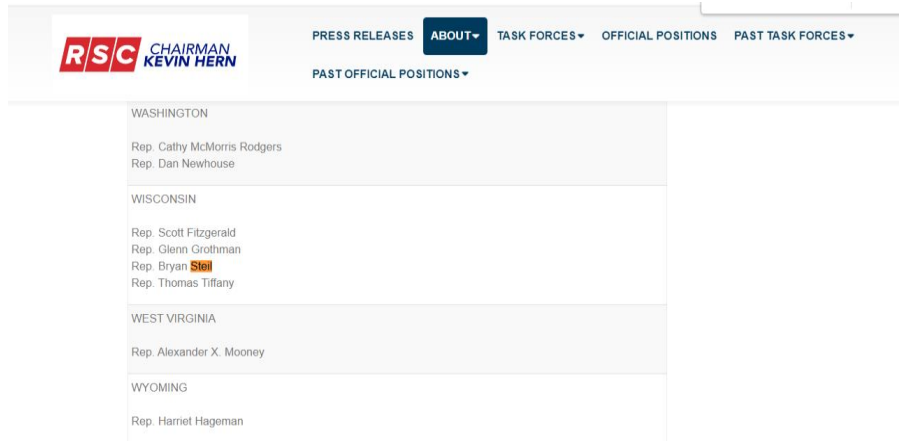 RSC CHAIRMAN
KEVIN HERN
PRESS RELEASES ABOUT TASK FORCES OFFICIAL POSITIONS PAST TASK FORCES
PAST OFFICIAL POSITIONS
WASHINGTON
Rep. Cathy McMorris Rodgers
Rep. Dan Newhouse
WISCONSIN
Rep. Scott Fitzgerald
Rep. Glenn Grothman
Rep. Bryan Steil
Rep. Thomas Tiffany
WEST VIRGINIA
Rep. Alexander X. Mooney
WYOMING
Rep. Harriet Hageman